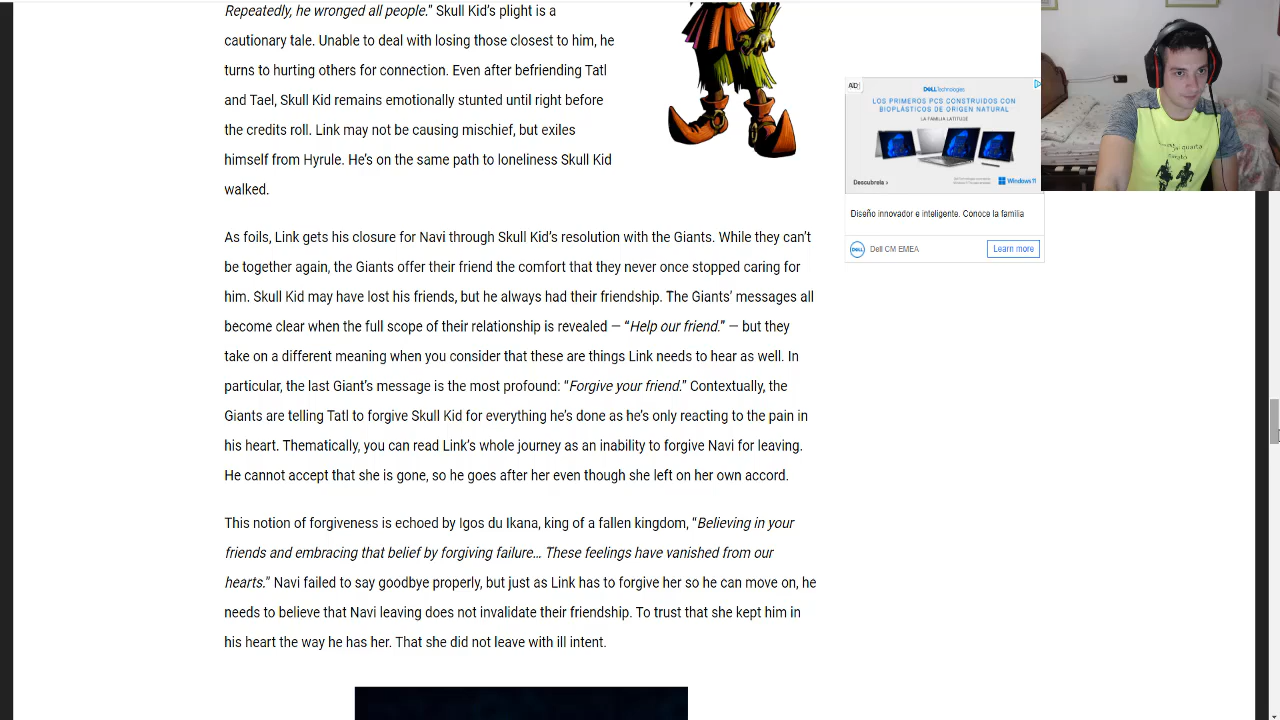 Repeatedly, he wronged all people.” Skull Kid’s plight is a
cautionary tale. Unable to deal with losing those closest to him, he
turns to hurting others for connection. Even after befriending Tatl
and Tael, Skull Kid remains emotionally stunted until right before
the credits roll. Link may not be causing mischief, but exiles
himself from Hyrule. He’s on the same path to loneliness Skull Kid
walked.
As foils, Link gets his closure for Navi through Skull Kid’s resolution with the Giants. While they can’t
be together again, the Giants offer their friend the comfort that they never once stopped caring for
him. Skull Kid may have lost his friends, but he always had their friendship. The Giants’ messages all
become clear when the full scope of their relationship is revealed — “Help our friend.” — but they
take on a different meaning when you consider that these are things Link needs to hear as well. In
particular, the last Giant’s message is the most profound: “Forgive your friend.” Contextually, the
Giants are telling Tatl to forgive Skull Kid for everything he’s done as he’s only reacting to the pain in
his heart. Thematically, you can read Link’s whole journey as an inability to forgive Navi for leaving.
He cannot accept that she is gone, so he goes after her even though she left on her own accord.
This notion of forgiveness is echoed by Igos du Ikana, king of a fallen kingdom, “Believing in your
friends and embracing that belief by forgiving failure... These feelings have vanished from our
hearts.” Navi failed to say goodbye properly, but just as Link has to forgive her so he can move on, he
needs to believe that Navi leaving does not invalidate their friendship. To trust that she kept him in
his heart the way he has her. That she did not leave with ill intent.
DELL Technologies
LOS PRIMEROS PCS CONSTRUIDOS CON
BIOPLÁSTICOS DE ORIGEN NATURAL
LA FAMILIA LATITUDE
Descúbrela >
Windows 11
Diseño innovador e inteligente. Conoce la familia
DELL
Dell CM EMEA
Learn more